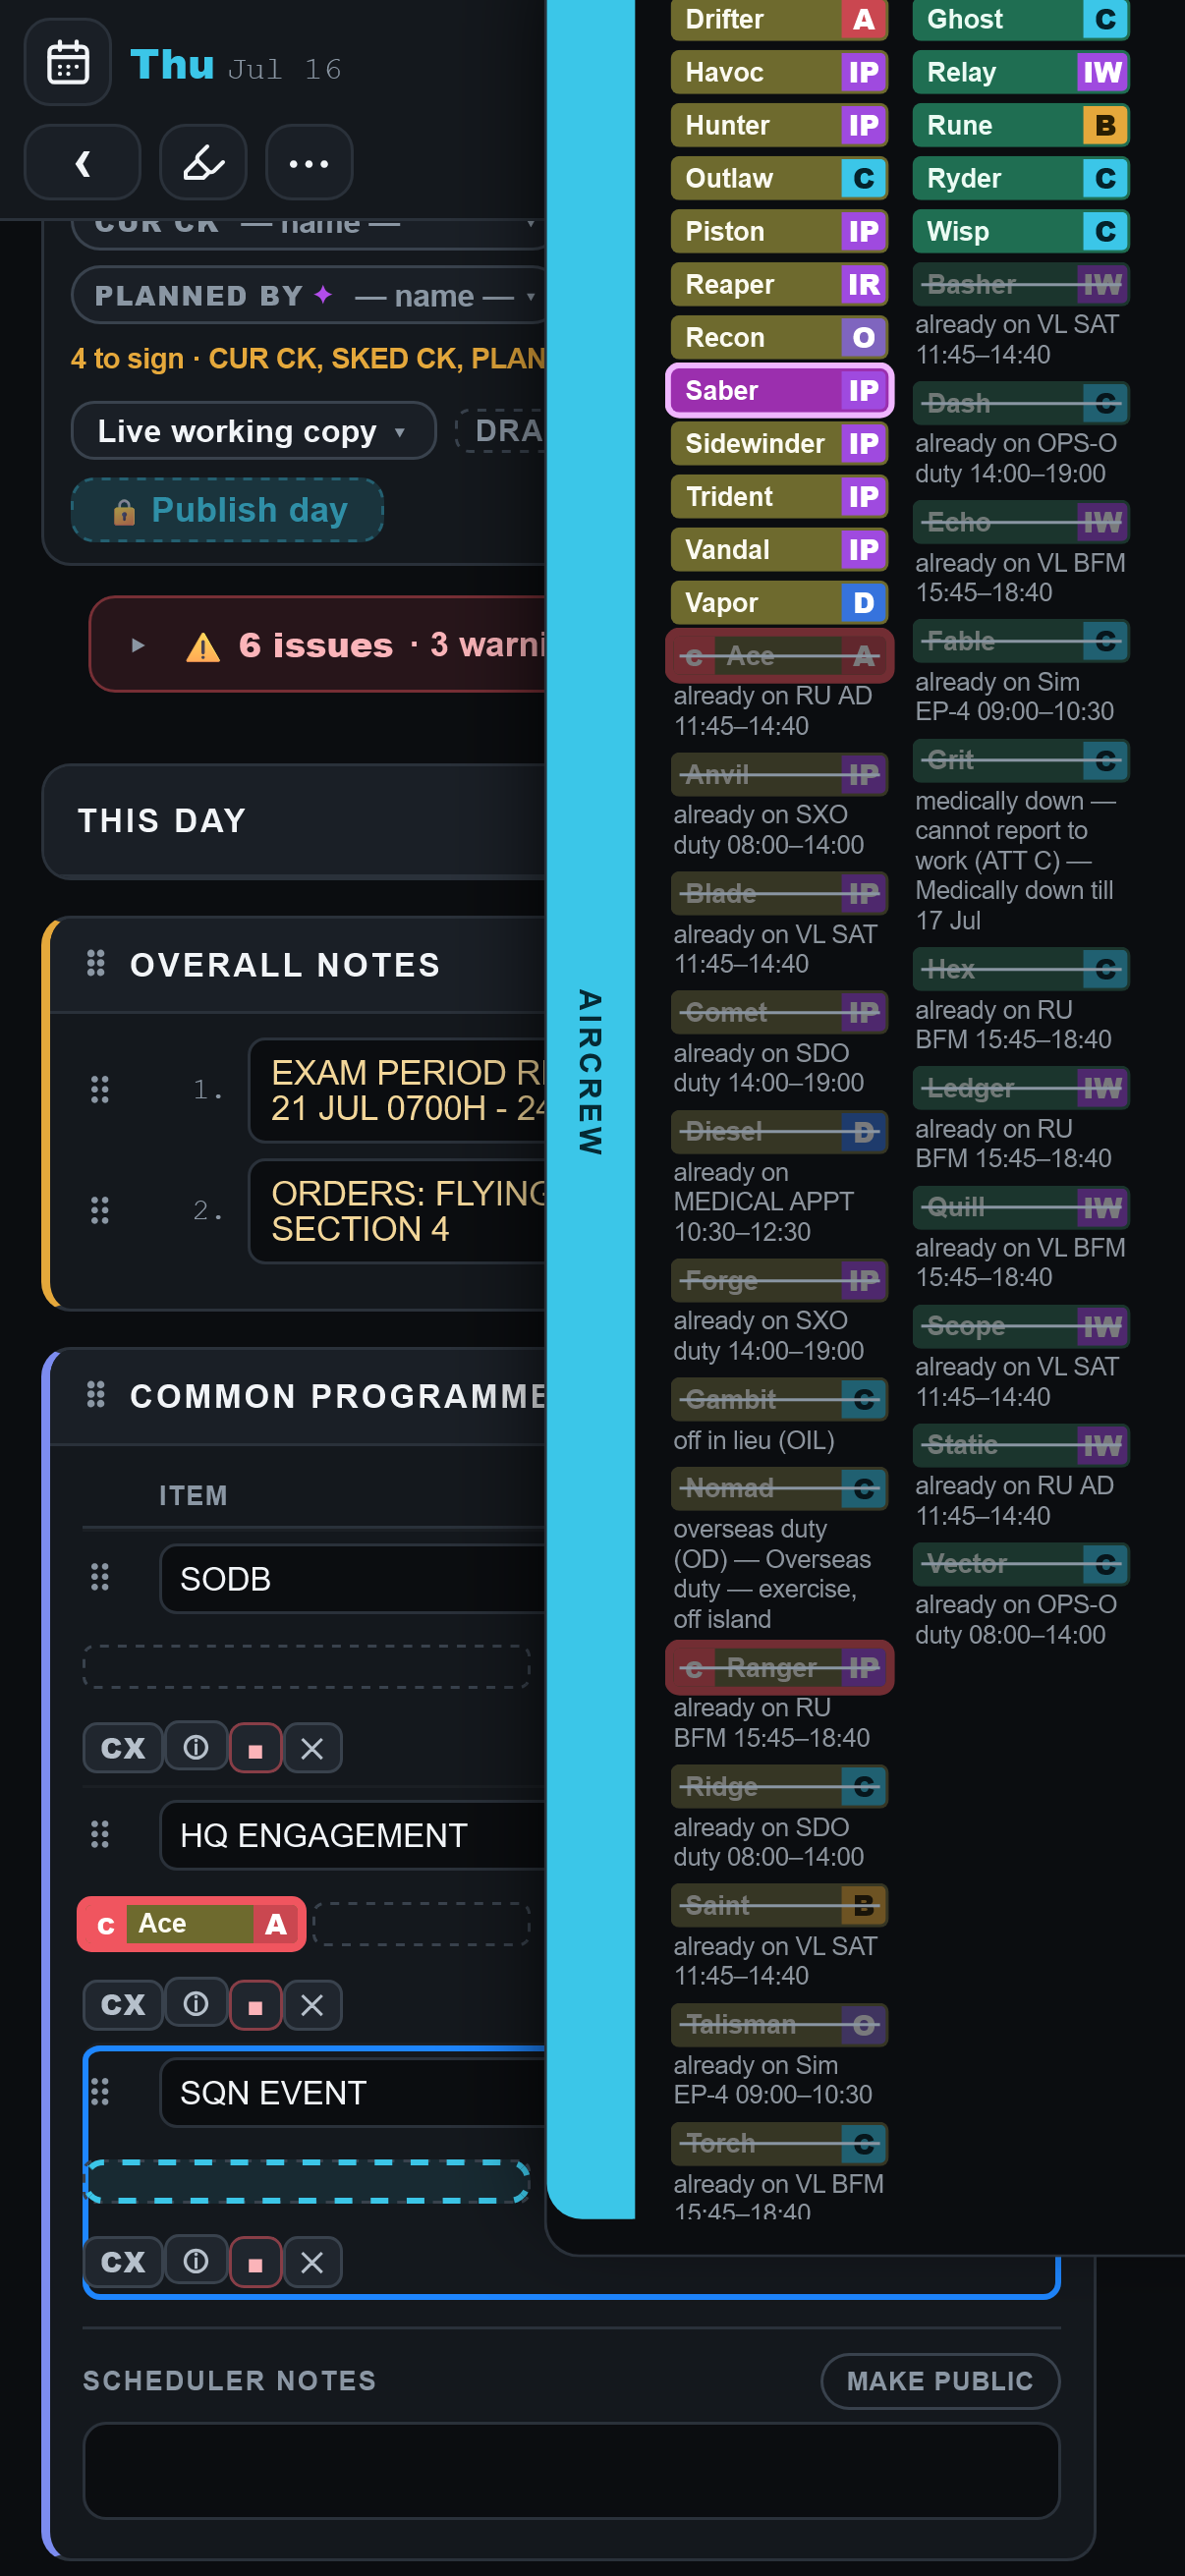 Thu Jul 16
CUR CK — name —
PLANNED BY — name —
4 to sign · CUR CK, SKED CK, PLAN
Live working copy
DRA
Publish day
6 issues · 3 warni
THIS DAY
OVERALL NOTES
1.
EXAM PERIOD
21 JUL 0700H - 24
2.
ORDERS: FLYING
SECTION 4
COMMON PROGRAMME
ITEM
SODB
CX
HQ ENGAGEMENT
c Ace A
CX
SQN EVENT
CX
SCHEDULER NOTES
MAKE PUBLIC
AIRCREW
Drifter A
Havoc IP
Hunter IP
Outlaw C
Piston IP
Reaper IR
Recon O
Saber IP
Sidewinder IP
Trident IP
Vandal IP
Vapor D
c Ace A
already on RU AD
11:45–14:40
Anvil IP
already on SXO
duty 08:00–14:00
Blade IP
already on VL SAT
11:45–14:40
Comet IP
already on SDO
duty 14:00–19:00
Diesel D
already on
MEDICAL APPT
10:30–12:30
Forge IP
already on SXO
duty 14:00–19:00
Gambit C
off in lieu (OIL)
Nomad C
overseas duty
(OD) — Overseas
duty — exercise,
off island
c Ranger IP
already on RU
BFM 15:45–18:40
Ridge C
already on SDO
duty 08:00–14:00
Saint B
already on VL SAT
11:45–14:40
Talisman O
already on Sim
EP-4 09:00–10:30
Torch C
already on VL BFM
15:45–18:40
Ghost C
Relay IW
Rune B
Ryder C
Wisp C
Basher IW
already on VL SAT
11:45–14:40
Dash C
already on OPS-O
duty 14:00–19:00
Echo IW
already on VL BFM
15:45–18:40
Fable C
already on Sim
EP-4 09:00–10:30
Grit C
medically down —
cannot report to
work (ATT C) —
Medically down till
17 Jul
Hex C
already on RU
BFM 15:45–18:40
Ledger IW
already on RU
BFM 15:45–18:40
Quill IW
already on VL BFM
15:45–18:40
Scope IW
already on VL SAT
11:45–14:40
Static IW
already on RU AD
11:45–14:40
Vector C
already on OPS-O
duty 08:00–14:00